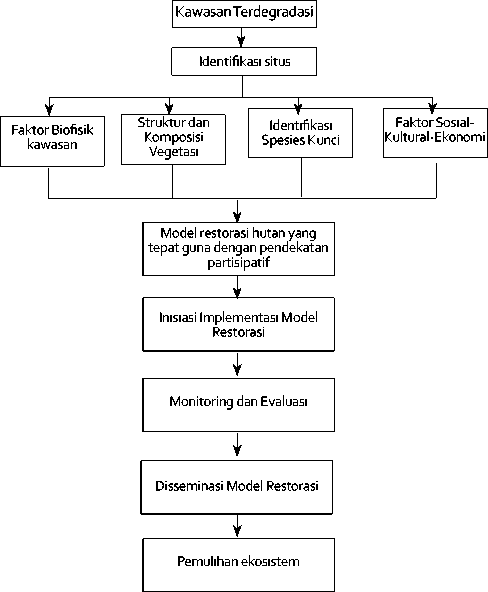 Kawasan Terdegradasi
Identifikasi situs
Faktor Biofisik
kawasan
Struktur dan
Komposisi
Vegetasi
Identifikasi
Spesies Kunci
Faktor Sosial-
Kultural-Ekonomi
Model restorasi hutan yang
tepat guna dengan pendekatan
partisipatif
Inisiasi Implementasi Model
Restorasi
Monitoring dan Evaluasi
Disseminasi Model Restorasi
Pemulihan ekosistem